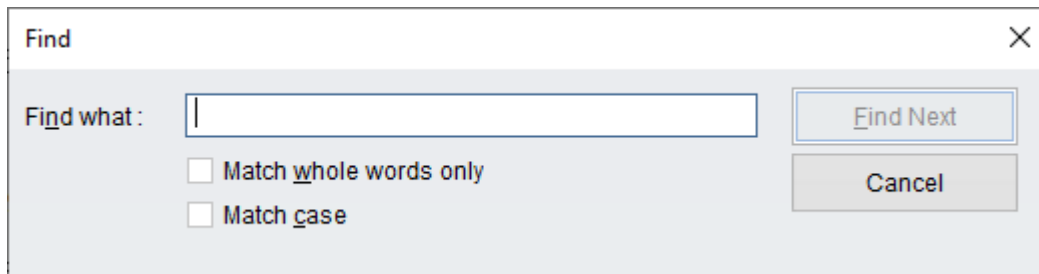 Find
Find what :
Find Next
Match whole words only
Cancel
Match case